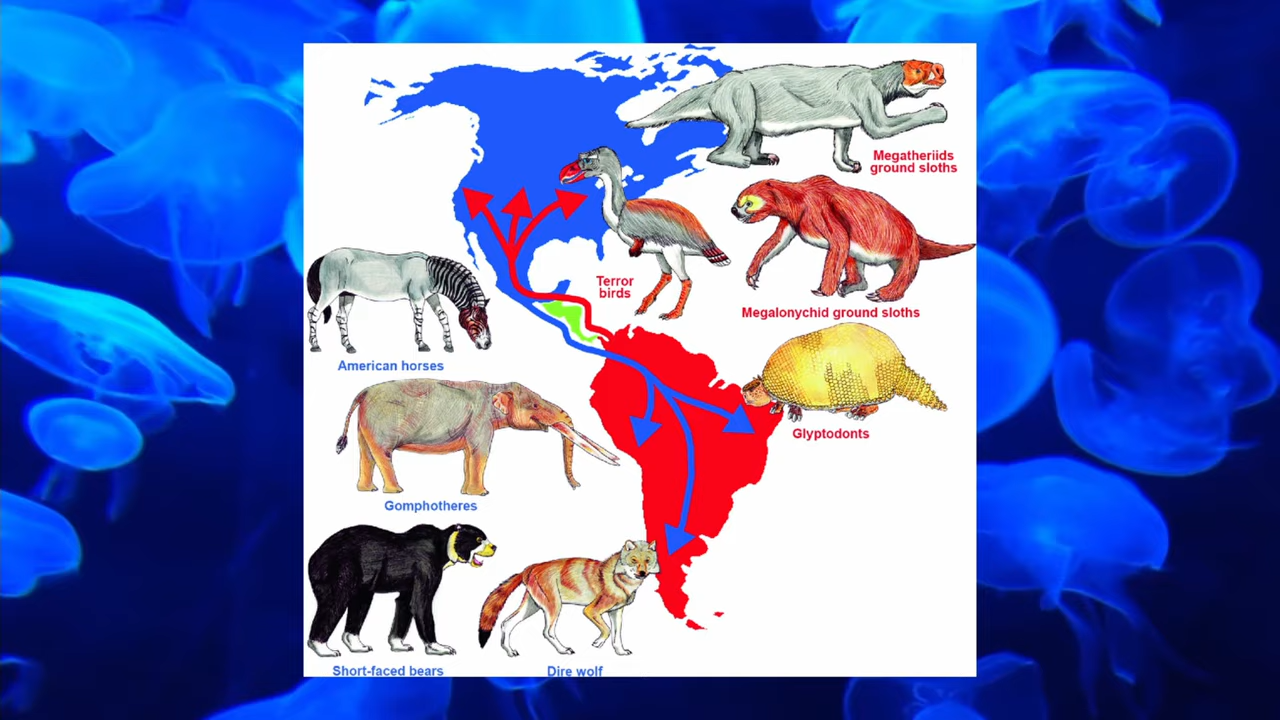 Megatheriids
ground sloths
Terror
birds
Megalonychid ground sloths
American horses
Glyptodonts
Gomphotheres
Short-faced bears
Dire wolf